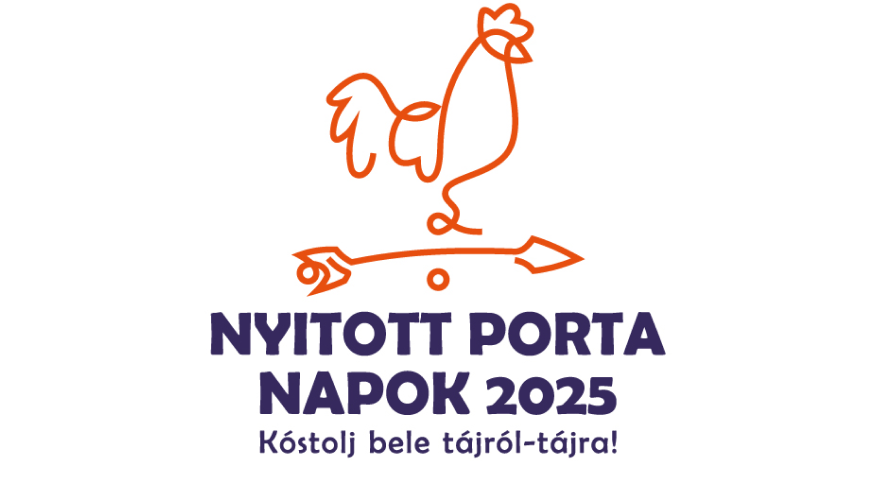 NYITOTT PORTA
NAPOK 2025
Kóstolj bele tájról-tájra!